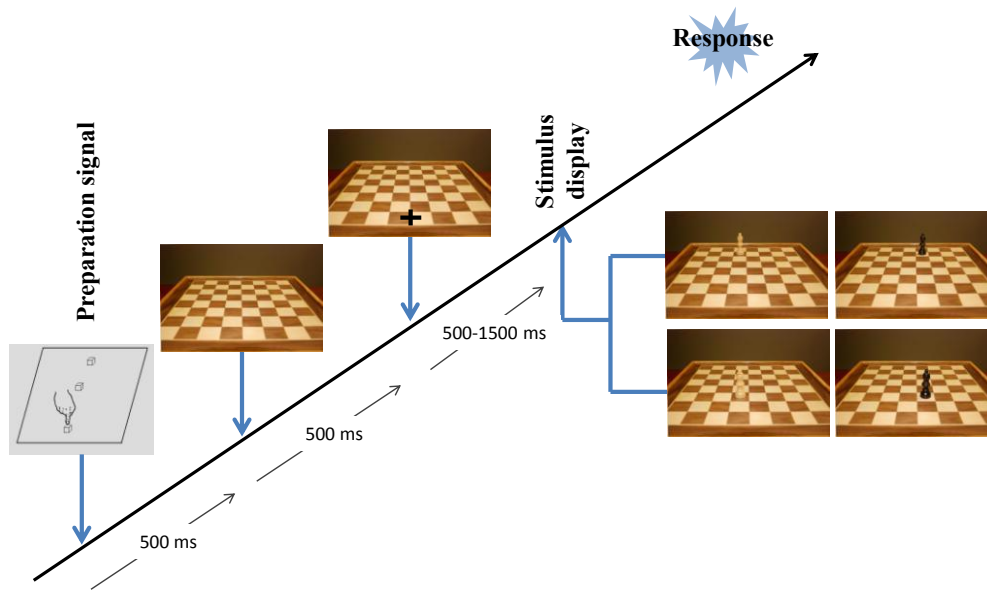 Response
Preparation signal
Stimulus
display
500-1500 ms
500 ms
500 ms